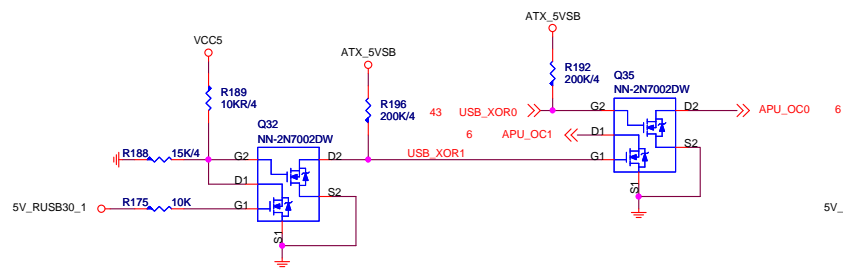 ATX_5VSB
VCC5
ATX_5VSB
R192
200K/4
Q35
NN-2N7002DW
R189
10KR/4
R196
200K/4
43 USB_XOR0
G2
D2
APU_OC0 6
Q32
NN-2N7002DW
6 APU_OC1
D1
USB_XOR1
G1
S2
R188 15K/4
G2
D2
D1
S2
S1
5V_RUSB30_1
R175 10K
G1
5V_
S1